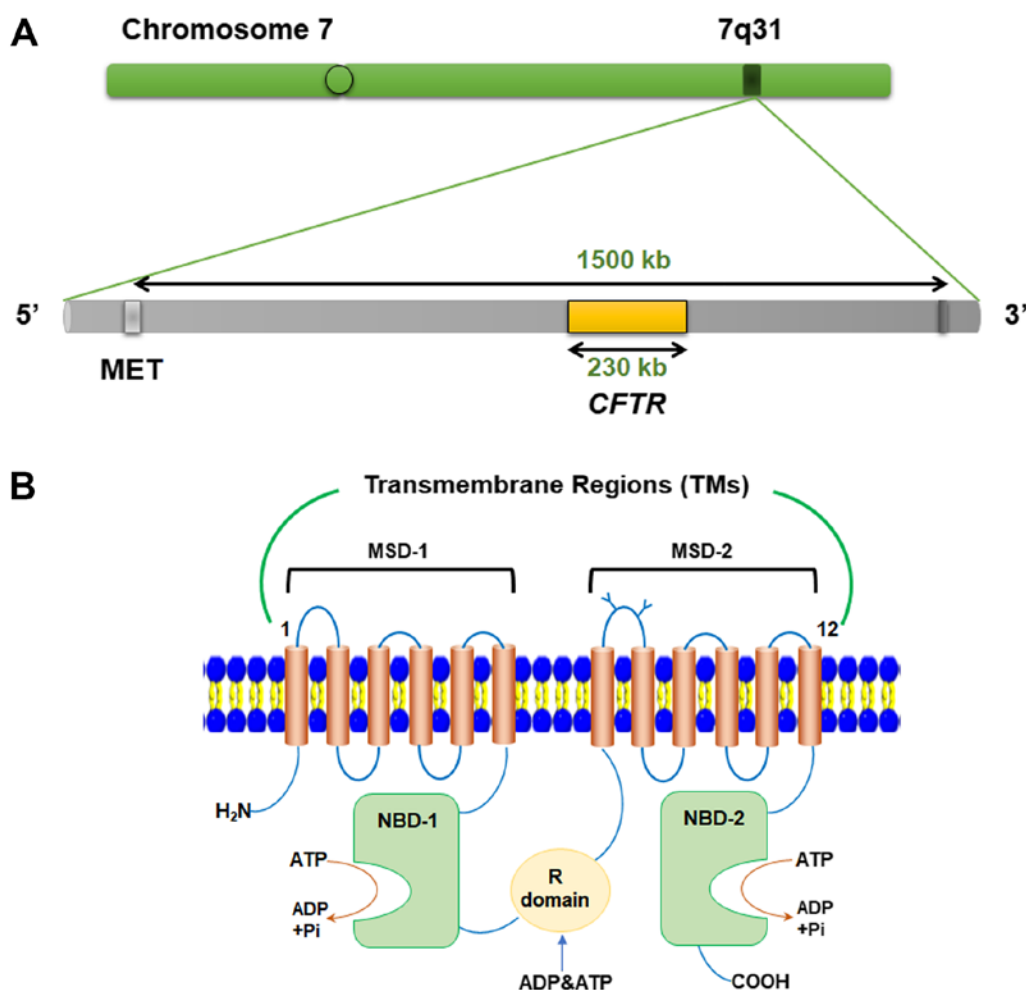 A
Chromosome 7
7q31
1500 kb
5’
3’
MET
230 kb
CFTR
B
Transmembrane Regions (TMs)
MSD-1
MSD-2
1
12
H₂N
NBD-1
NBD-2
ATP
ADP
+Pi
R
domain
ATP
ADP
+Pi
ADP&ATP
COOH